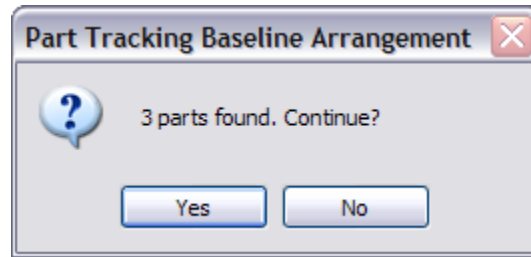 Part Tracking Baseline Arrangement
3 parts found. Continue?
Yes No